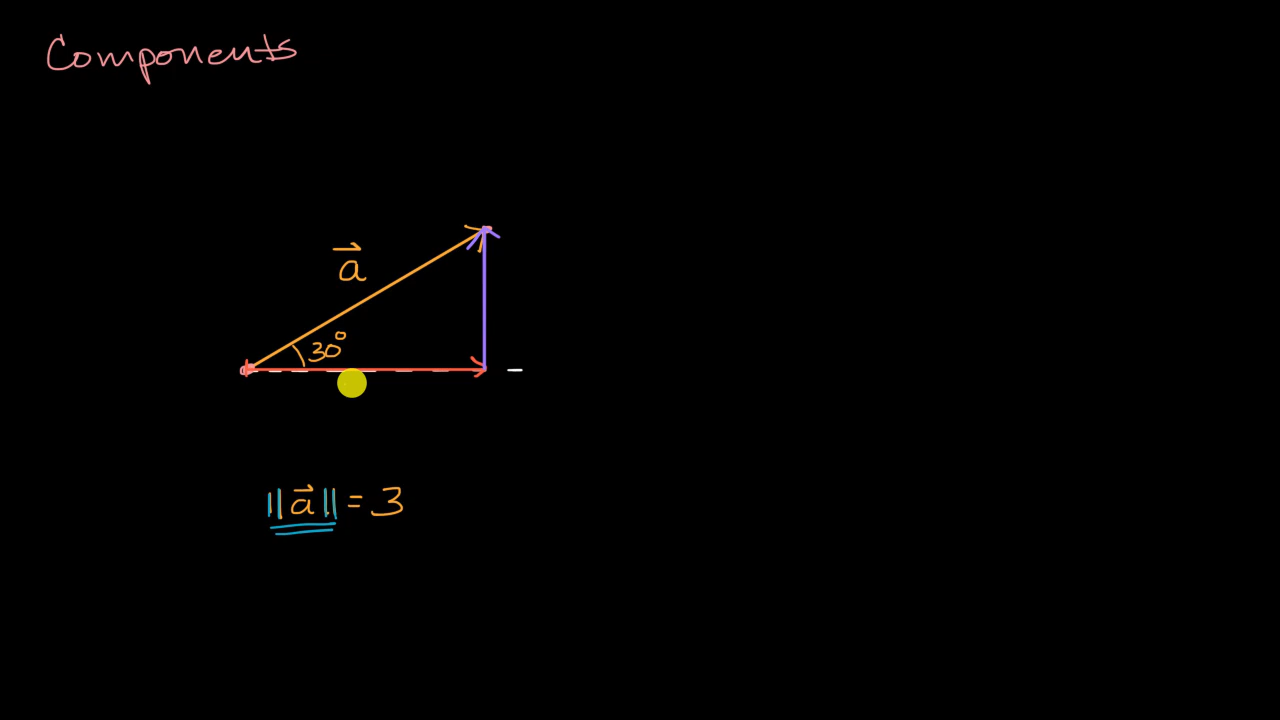 Components
→a
30°
||→a|| = 3